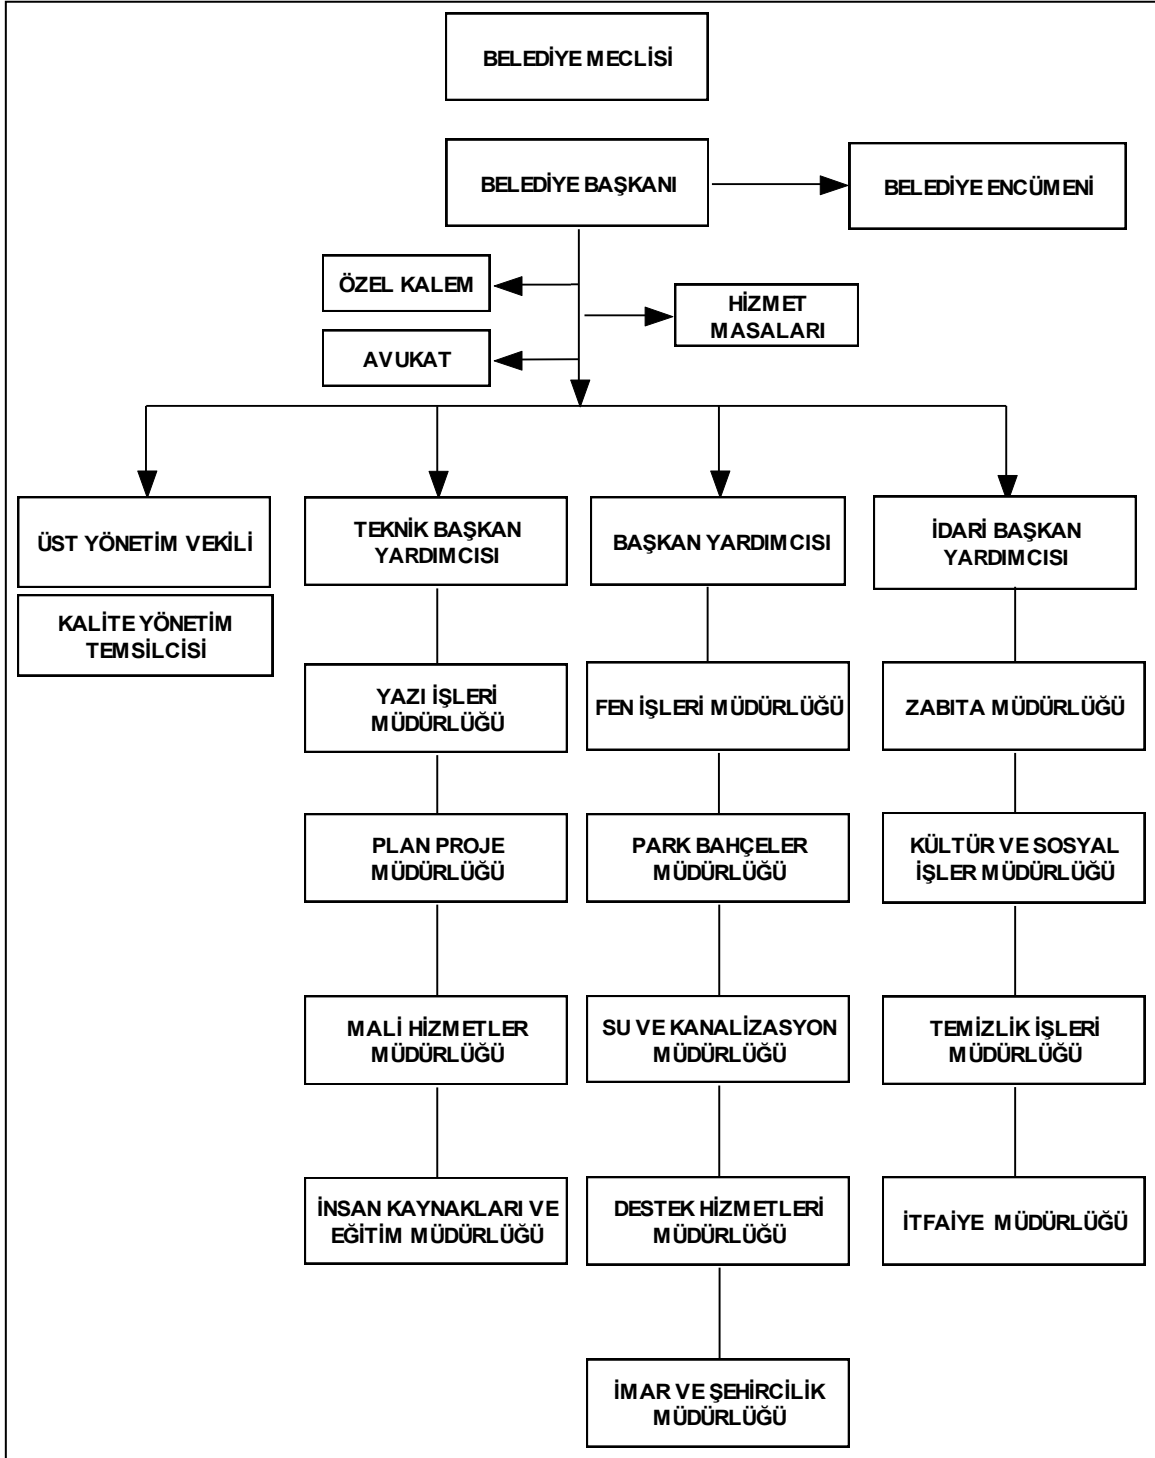 BELEDİYE MECLİSİ
BELEDİYE BAŞKANI
BELEDİYE ENCÜMENİ
ÖZEL KALEM
HİZMET
MASALARI
AVUKAT
ÜST YÖNETİM VEKİLİ
TEKNİK BAŞKAN
YARDIMCISI
BAŞKAN YARDIMCISI
İDARİ BAŞKAN
YARDIMCISI
KALİTE YÖNETİM
TEMSİLCİSİ
YAZI İŞLERİ
MÜDÜRLÜĞÜ
FEN İŞLERİ MÜDÜRLÜĞÜ
ZABITA MÜDÜRLÜĞÜ
PLAN PROJE
MÜDÜRLÜĞÜ
PARK BAHÇELER
MÜDÜRLÜĞÜ
KÜLTÜR VE SOSYAL
İŞLER MÜDÜRLÜĞÜ
MALİ HİZMETLER
MÜDÜRLÜĞÜ
SU VE KANALİZASYON
MÜDÜRLÜĞÜ
TEMİZLİK İŞLERİ
MÜDÜRLÜĞÜ
İNSAN KAYNAKLARI VE
EĞİTİM MÜDÜRLÜĞÜ
DESTEK HİZMETLERİ
MÜDÜRLÜĞÜ
İTFAİYE MÜDÜRLÜĞÜ
İMAR VE ŞEHİRCİLİK
MÜDÜRLÜĞÜ